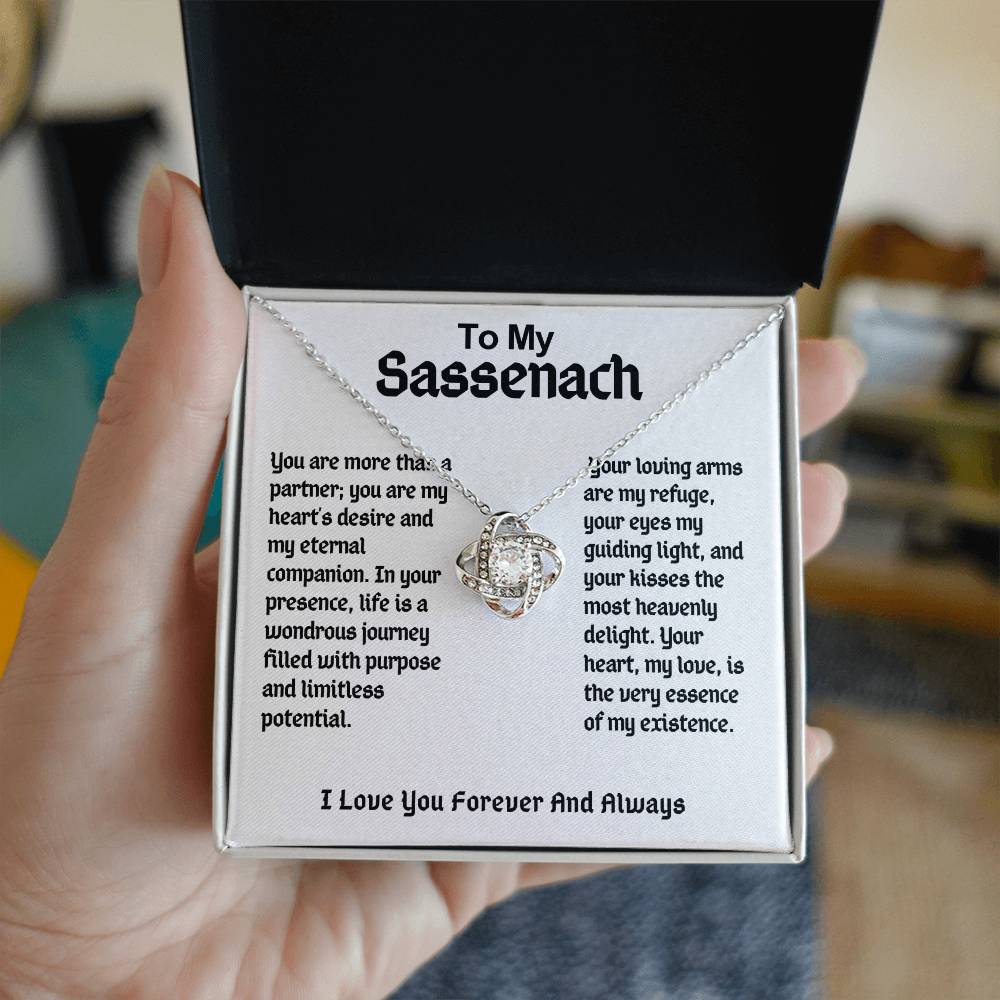 To My
Sassenach
You are more than a
partner; you are my
heart's desire and
my eternal
companion. In your
presence, life is a
wondrous journey
filled with purpose
and limitless
potential.
Your loving arms
are my refuge,
your eyes my
guiding light, and
your kisses the
most heavenly
delight. Your
heart, my love, is
the very essence
of my existence.
I Love You Forever And Always